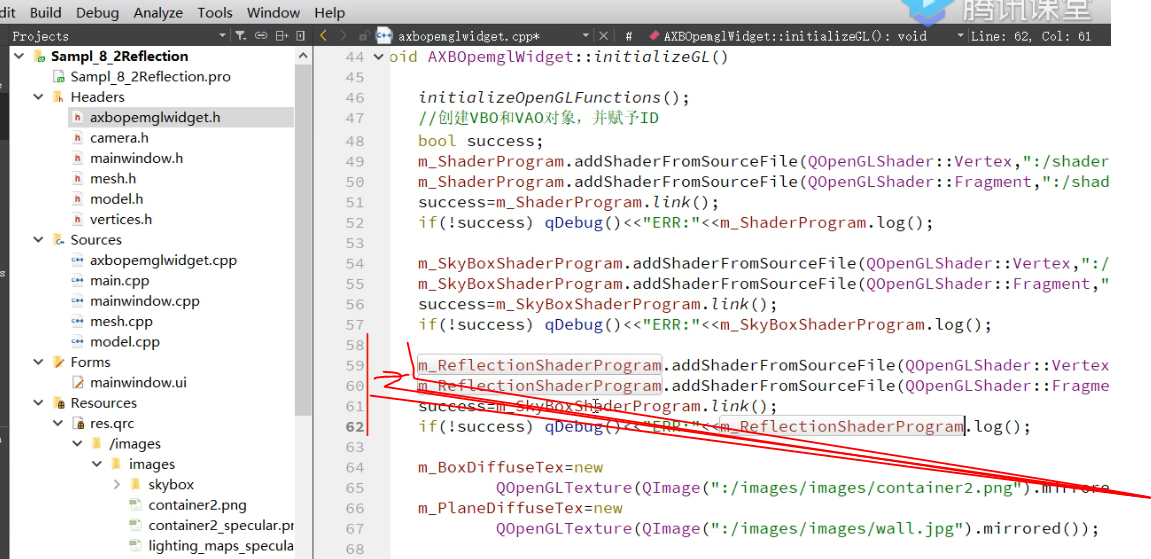 dit Build Debug Analyze Tools Window Help
腾讯课堂
Projects
axbopemglwidget.cpp*
# AXBOpemglWidget::initializeGL(): void
Line: 62, Col: 61
Sampl_8_2Reflection
Sampl_8_2Reflection.pro
Headers
axbopemglwidget.h
camera.h
mainwindow.h
mesh.h
model.h
vertices.h
Sources
axbopemglwidget.cpp
main.cpp
mainwindow.cpp
mesh.cpp
model.cpp
Forms
mainwindow.ui
Resources
res.qrc
/images
images
skybox
container2.png
container2_specular.pr
lighting_maps_specula
44 oid AXBOpemglWidget::initializeGL()
45
46 initializeOpenGLFunctions();
47 //创建VBO和VAO对象，并赋予ID
48 bool success;
49 m_ShaderProgram.addShaderFromSourceFile(QOpenGLShader::Vertex,":/shader
50 m_ShaderProgram.addShaderFromSourceFile(QOpenGLShader::Fragment,":/shad
51 success=m_ShaderProgram.link();
52 if(!success) qDebug()<<"ERR:"<<m_ShaderProgram.log();
53
54 m_SkyBoxShaderProgram.addShaderFromSourceFile(QOpenGLShader::Vertex,":/
55 m_SkyBoxShaderProgram.addShaderFromSourceFile(QOpenGLShader::Fragment,"
56 success=m_SkyBoxShaderProgram.link();
57 if(!success) qDebug()<<"ERR:"<<m_SkyBoxShaderProgram.log();
58
59 m_ReflectionShaderProgram.addShaderFromSourceFile(QOpenGLShader::Vertex
60 m_ReflectionShaderProgram.addShaderFromSourceFile(QOpenGLShader::Fragme
61 success=m_SkyBoxShaderProgram.link();
62 if(!success) qDebug()<<"ERR:"<<m_ReflectionShaderProgram.log();
63
64 m_BoxDiffuseTex=new
65 QOpenGLTexture(QImage(":/images/images/container2.png").mirrore
66 m_PlaneDiffuseTex=new
67 QOpenGLTexture(QImage(":/images/images/wall.jpg").mirrored());
68